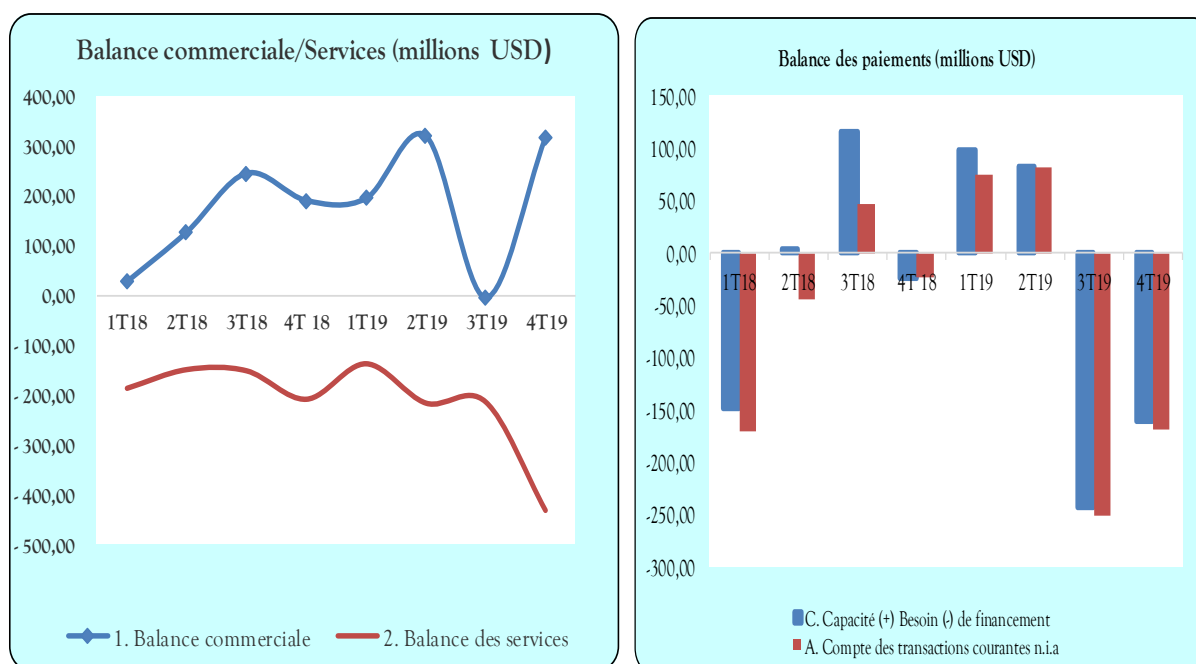 Balance commerciale/Services (millions USD)
400,00
300,00
200,00
100,00
0,00
- 100,00
- 200,00
- 300,00
- 400,00
- 500,00
1T18 2T18 3T18 4T 18 1T19 2T19 3T19 4T19
1. Balance commerciale 2. Balance des services
Balance des paiements (millions USD)
150,00
100,00
50,00
0,00
-50,00
-100,00
-150,00
-200,00
-250,00
-300,00
1T18 2T18 3T18 4T 18 1T19 2T19 3T19 4T19
C. Capacité (+) Besoin (-) de financement
A. Compte des transactions courantes n.i.a